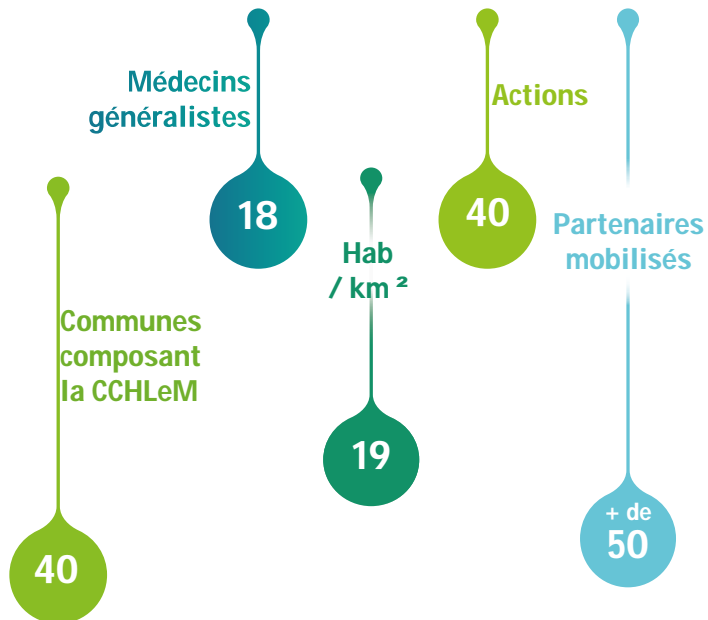 Communes
composant
la CCHLeM
40
Médecins
généralistes
18
Hab
/ km ²
19
Actions
40
Partenaires
mobilisés
+ de
50